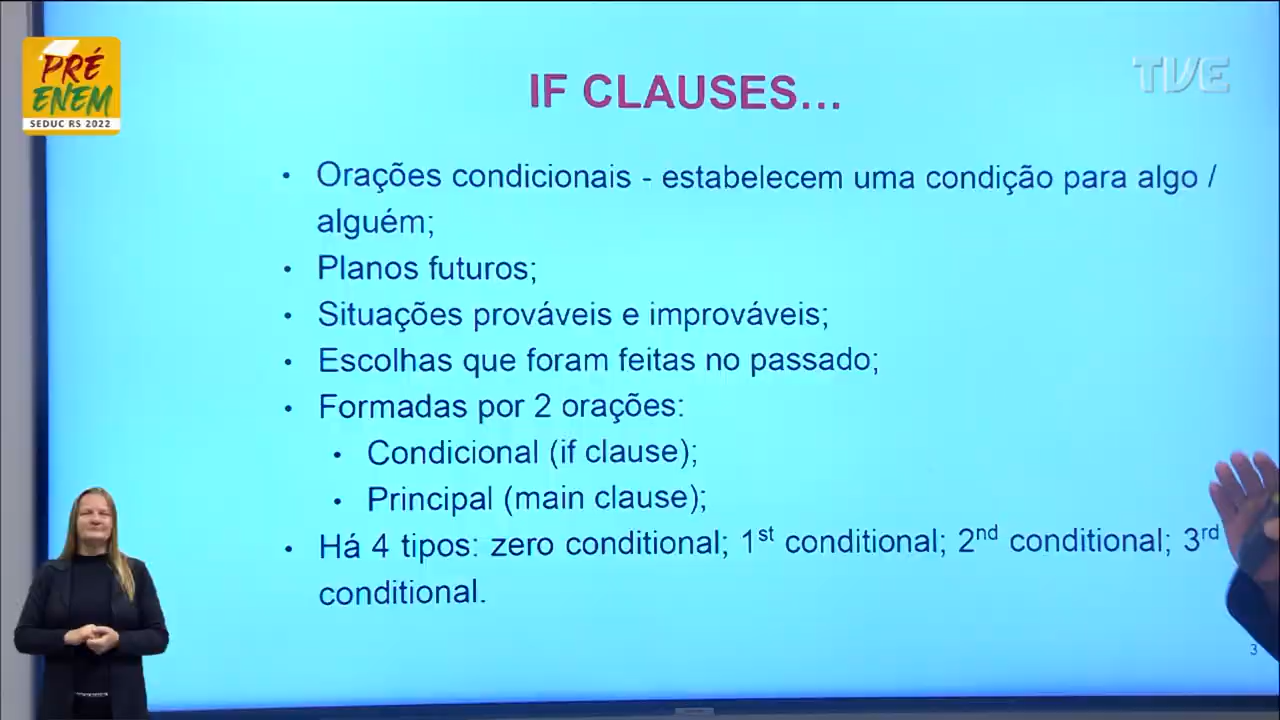 PRÉ
ENEM
SEDUC RS 2022
TVE
IF CLAUSES...
• Orações condicionais - estabelecem uma condição para algo /
alguém;
• Planos futuros;
• Situações prováveis e improváveis;
• Escolhas que foram feitas no passado;
• Formadas por 2 orações:
• Condicional (if clause);
• Principal (main clause);
• Há 4 tipos: zero conditional; 1st conditional; 2nd conditional; 3rd
conditional.
3